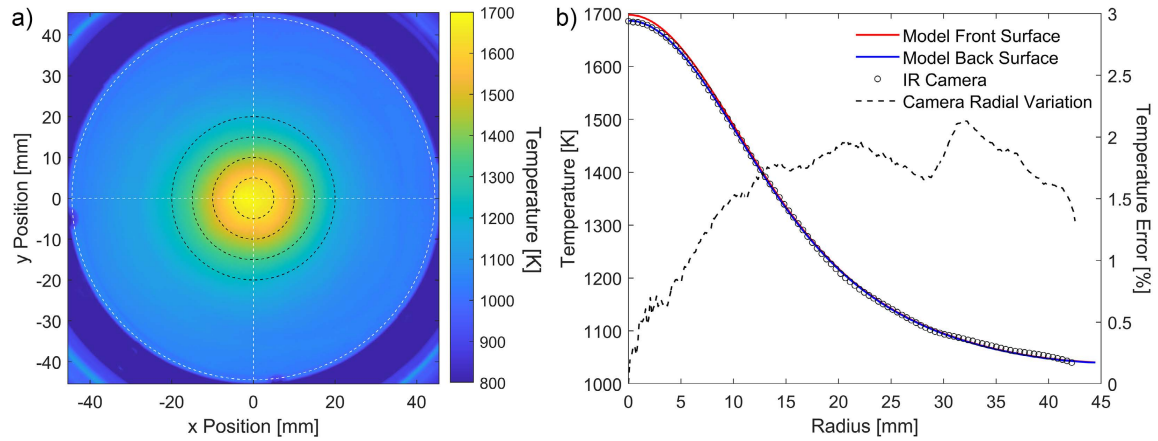 a)
40
30
20
10
0
-10
-20
-30
-40
y Position [mm]
-40 -20 0 20 40
x Position [mm]
1700
1600
1500
1400
1300
1200
1100
1000
900
800
Temperature [K]
b)
1700
1600
1500
1400
1300
1200
1100
1000
Temperature [K]
Model Front Surface
Model Back Surface
IR Camera
Camera Radial Variation
3
2.5
2
1.5
1
0.5
0
Temperature Error [%]
0 5 10 15 20 25 30 35 40 45
Radius [mm]